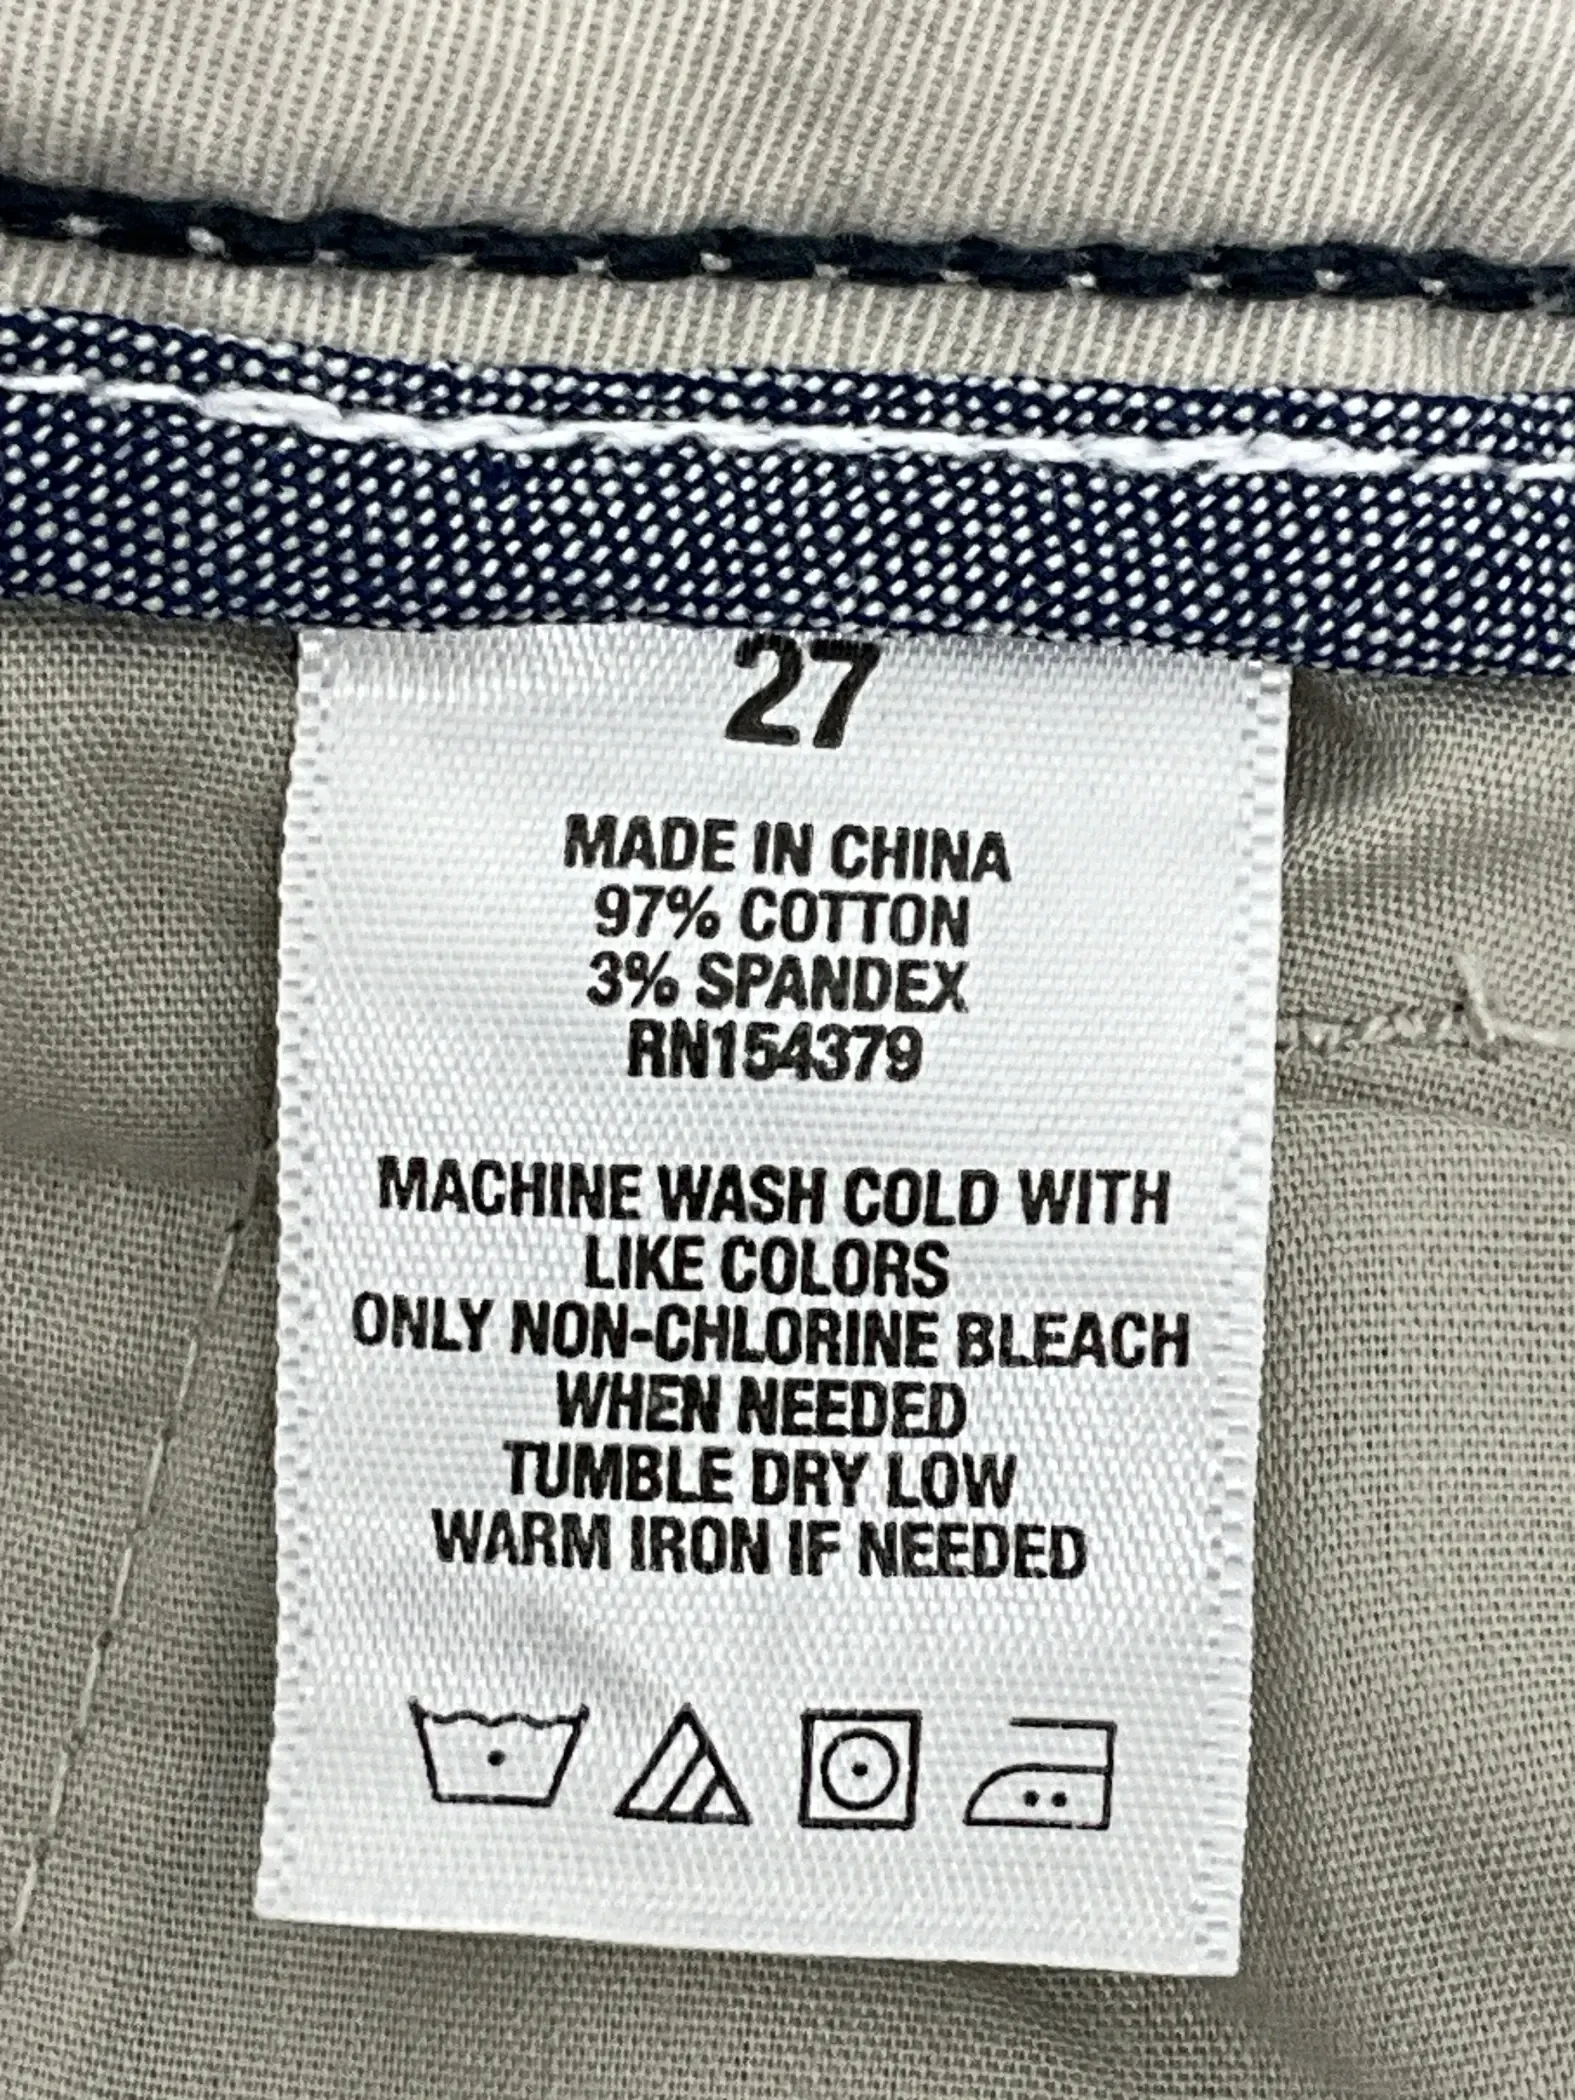 27
MADE IN CHINA
97% COTTON
3% SPANDEX
RN154379
MACHINE WASH COLD WITH
LIKE COLORS
ONLY NON-CHLORINE BLEACH
WHEN NEEDED
TUMBLE DRY LOW
WARM IRON IF NEEDED